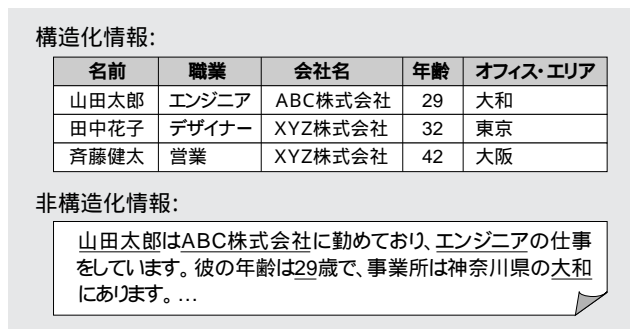 構造化情報:
名前 職業 会社名 年齢 オフィス・エリア
山田太郎 エンジニア ABC株式会社 29 大和
田中花子 デザイナー XYZ株式会社 32 東京
斉藤健太 営業 XYZ株式会社 42 大阪
非構造化情報:
山田太郎はABC株式会社に勤めており、エンジニアの仕事
をしています。彼の年齢は29歳で、事業所は神奈川県の大和
にあります。…